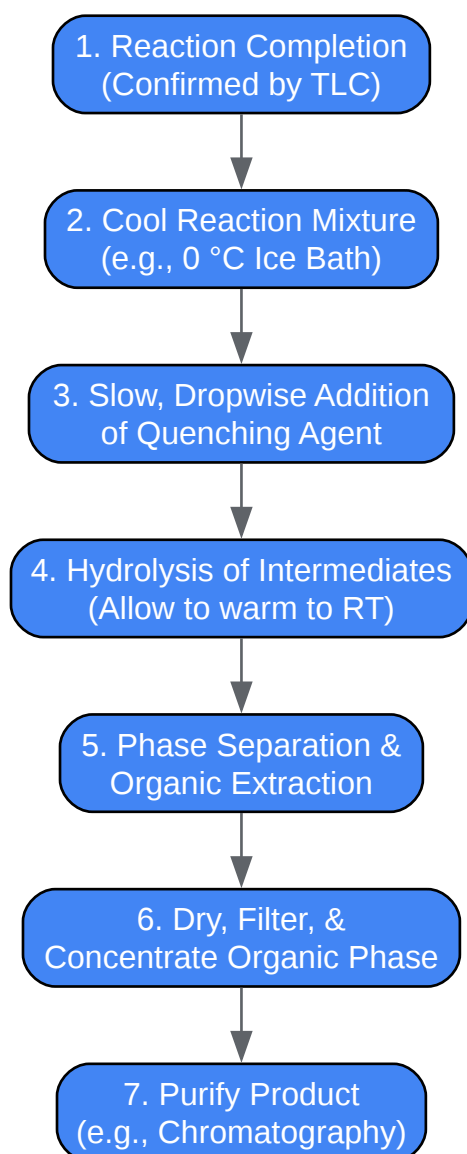 1. Reaction Completion
(Confirmed by TLC)
2. Cool Reaction Mixture
(e.g., 0 °C Ice Bath)
3. Slow, Dropwise Addition
of Quenching Agent
4. Hydrolysis of Intermediates
(Allow to warm to RT)
5. Phase Separation &
Organic Extraction
6. Dry, Filter, &
Concentrate Organic Phase
7. Purify Product
(e.g., Chromatography)